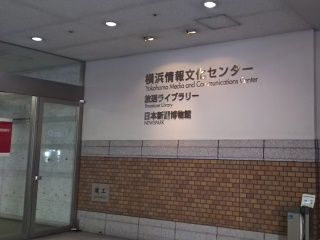 横浜情報文化センター
Yokohama Media and Communications Center
放送ライブラリー
Broadcast Library
日本新聞博物館
NEWSPARK